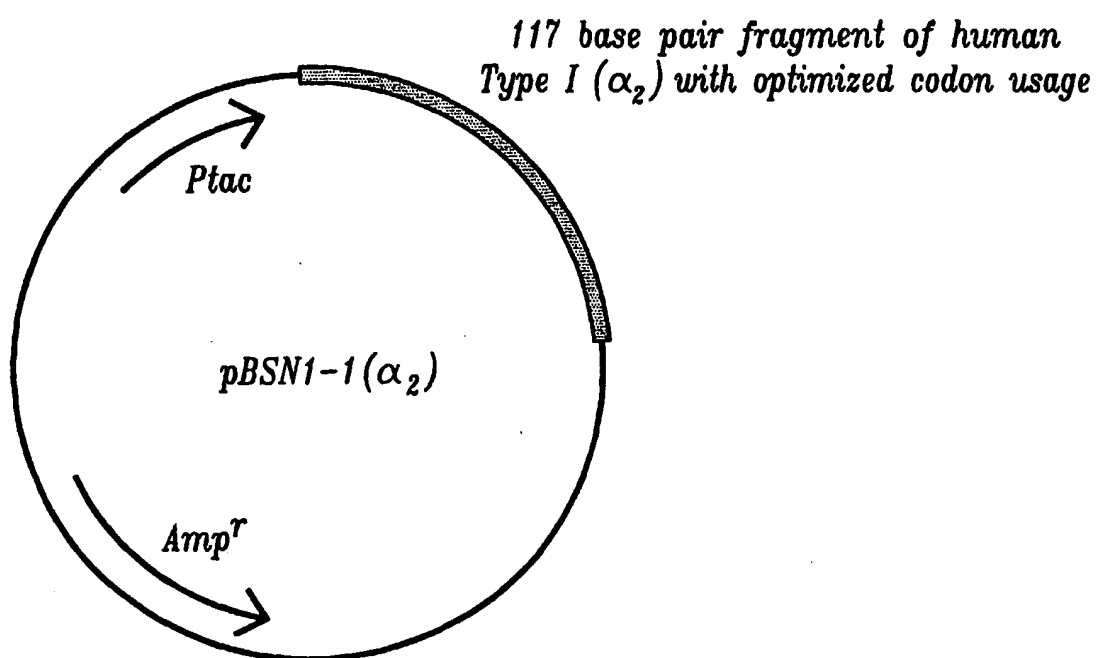 117 base pair fragment of human
Type I (α₂) with optimized codon usage
Ptac
pBSN1-1(α₂)
Ampʳ